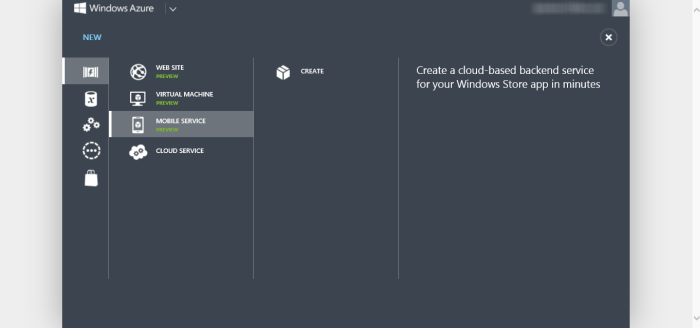 Windows Azure
NEW
WEB SITE
PREVIEW
VIRTUAL MACHINE
PREVIEW
MOBILE SERVICE
PREVIEW
CLOUD SERVICE
CREATE
Create a cloud-based backend service
for your Windows Store app in minutes